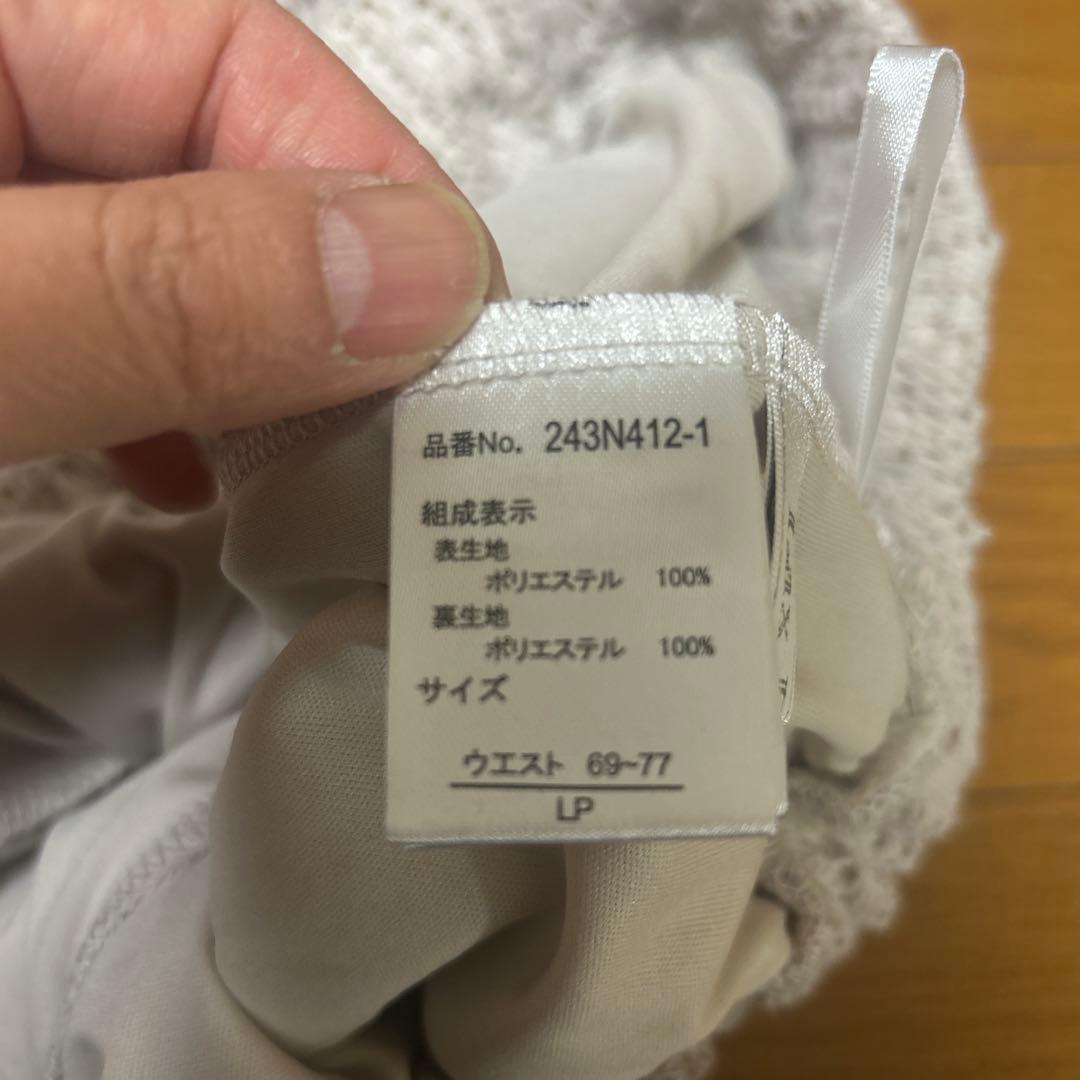 品番No. 243N412-1
組成表示
表生地
ポリエステル 100%
裏生地
ポリエステル 100%
サイズ
ウエスト 69~77
LP